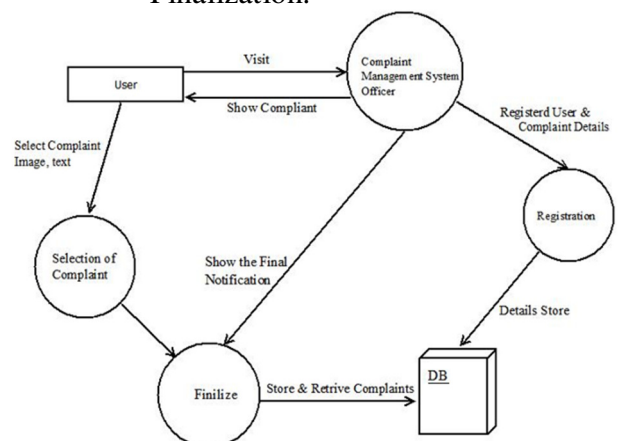 Finalization.
Complaint
Management System
Officer
Visit
User
Show Compliant
Registerd User &
Complaint Details
Select Complaint
Image, text
Registration
Selection of
Complaint
Show the Final
Notification
Details Store
DB
Finilize
Store & Retrive Complaints